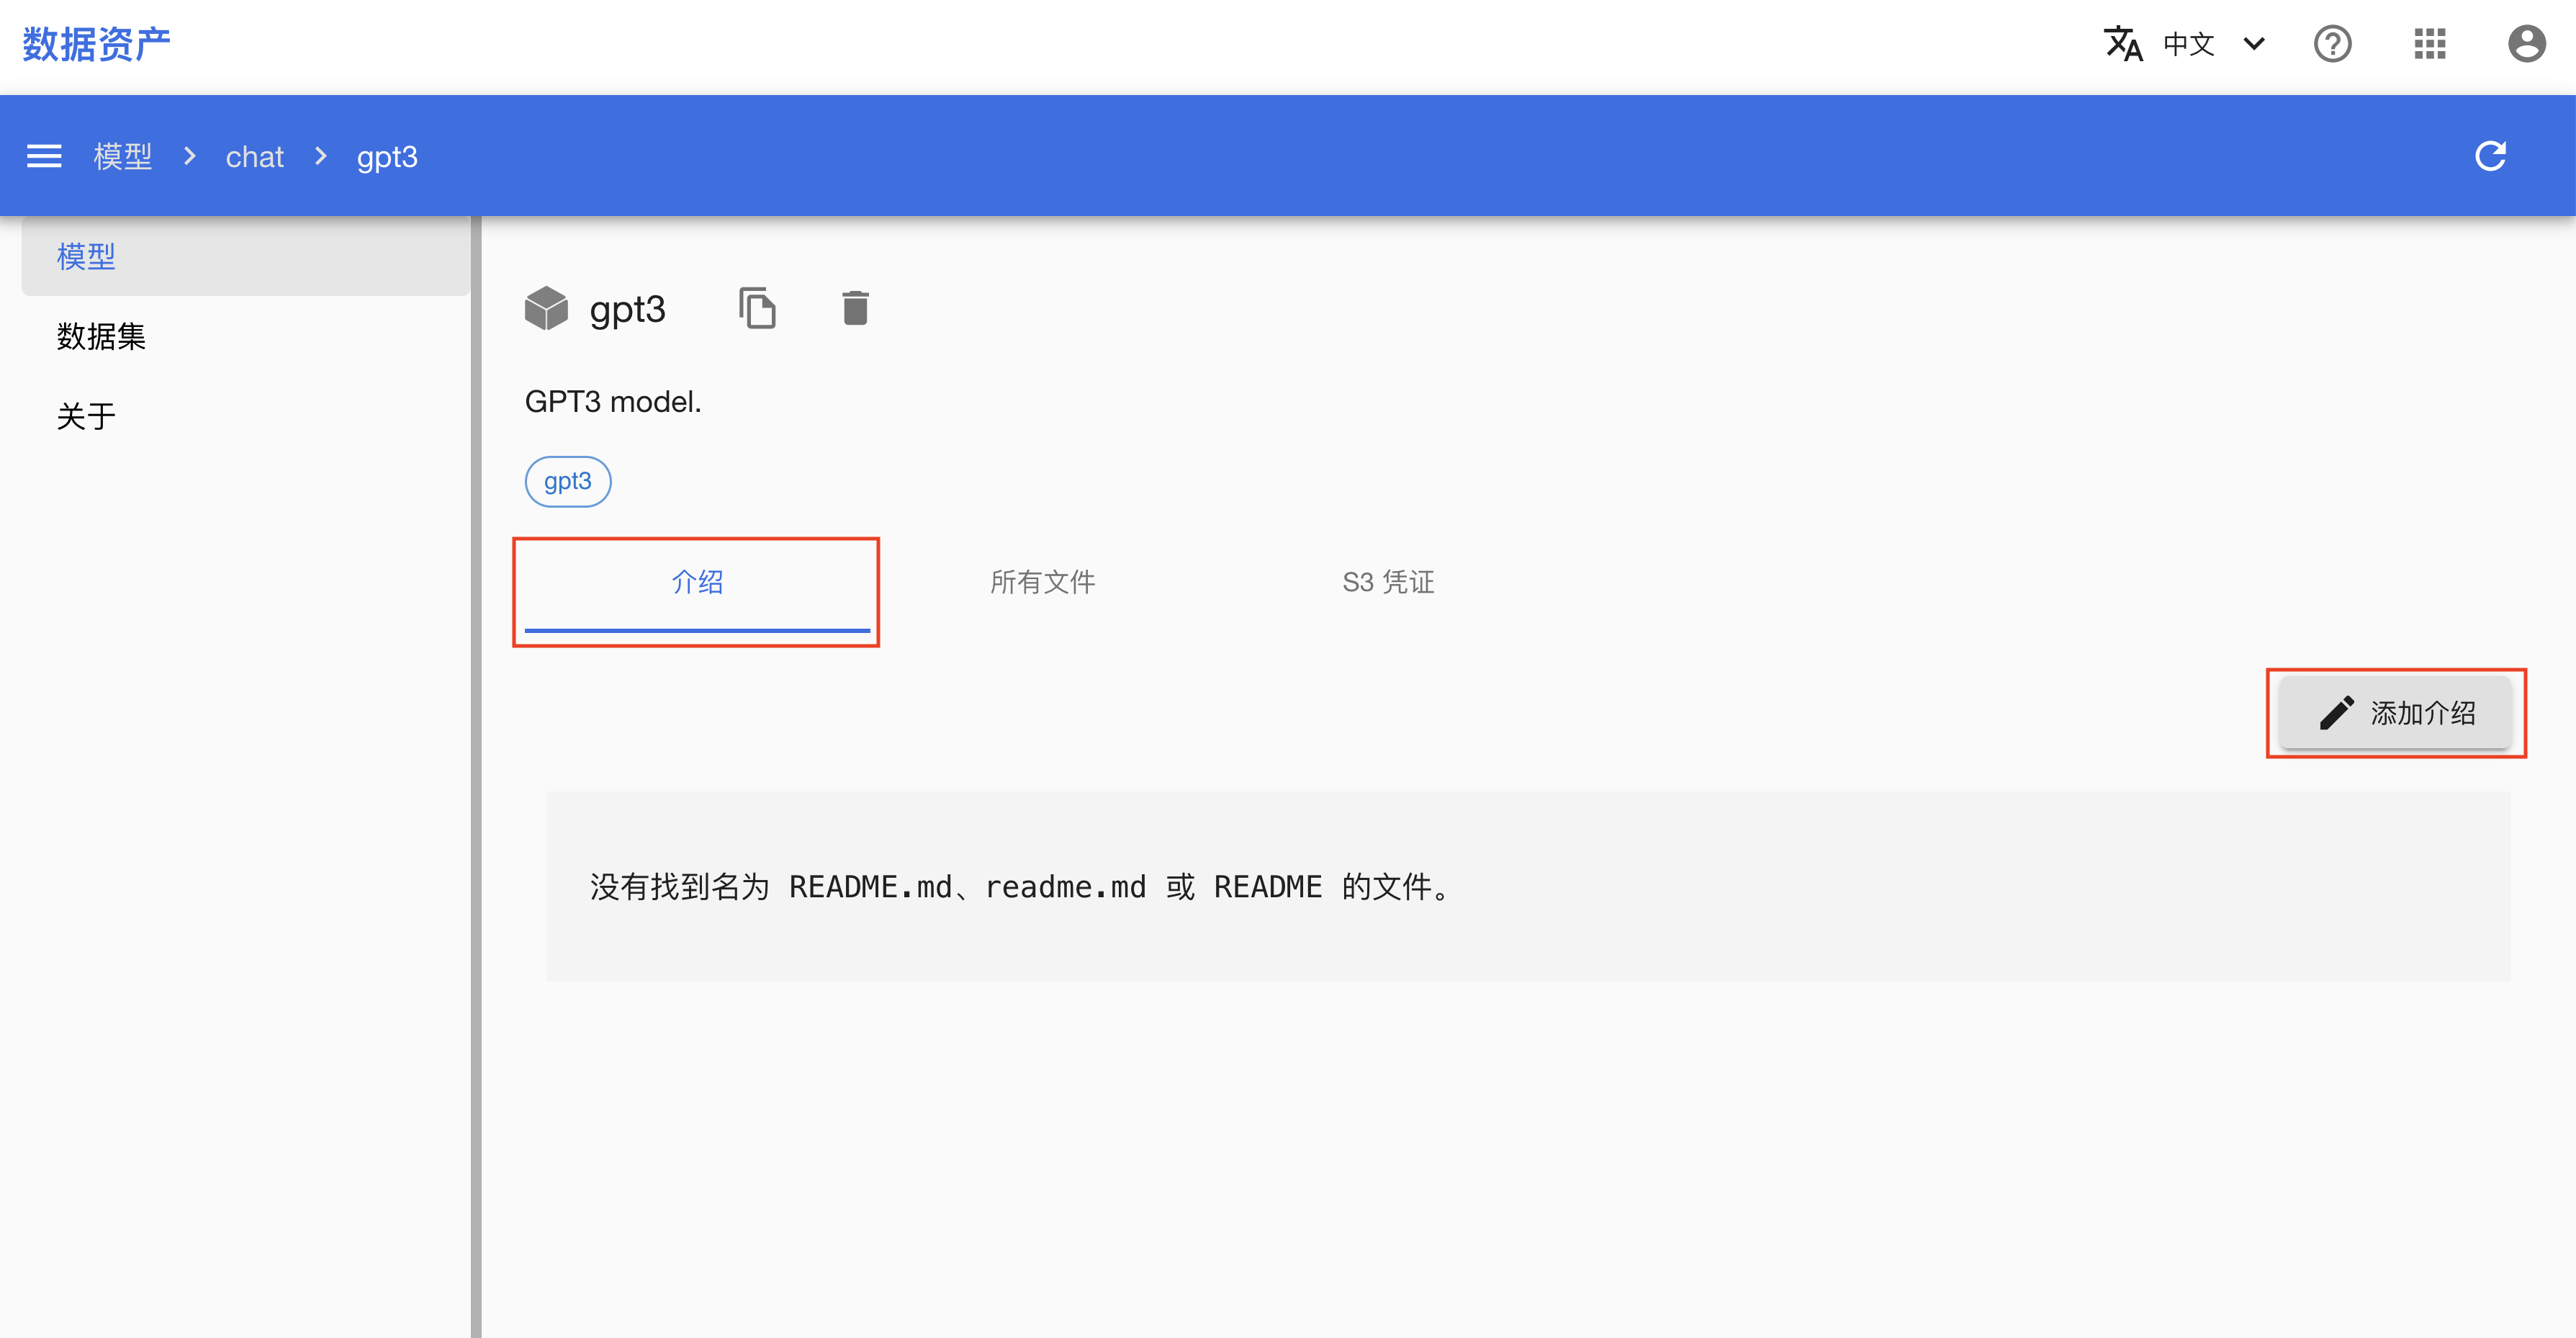 数据资产
中文
模型 > chat > gpt3
模型
数据集
关于
gpt3
GPT3 model.
gpt3
介绍 所有文件 S3 凭证
添加介绍
没有找到名为 README.md、readme.md 或 README 的文件。